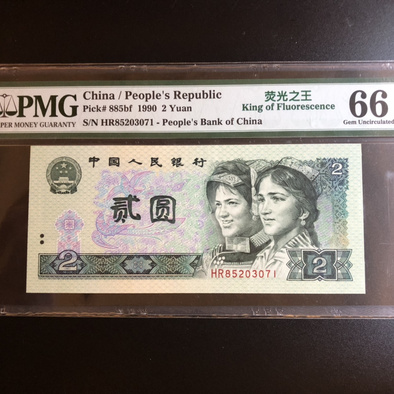 PMG
PAPER MONEY GUARANTY
China / People's Republic
Pick# 885bf 1990 2 Yuan
S/N HR85203071 - People's Bank of China
荧光之王
King of Fluorescence
66
Gem Uncirculated
中国人民银行
2
贰圆
HR85203071
2
2